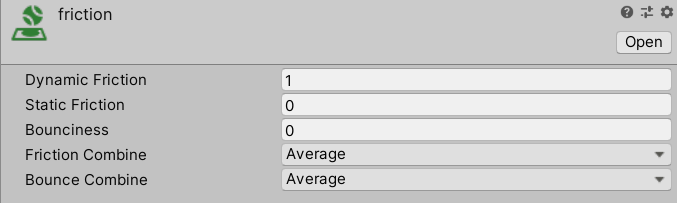 friction
Open
Dynamic Friction 1
Static Friction 0
Bounciness 0
Friction Combine Average
Bounce Combine Average